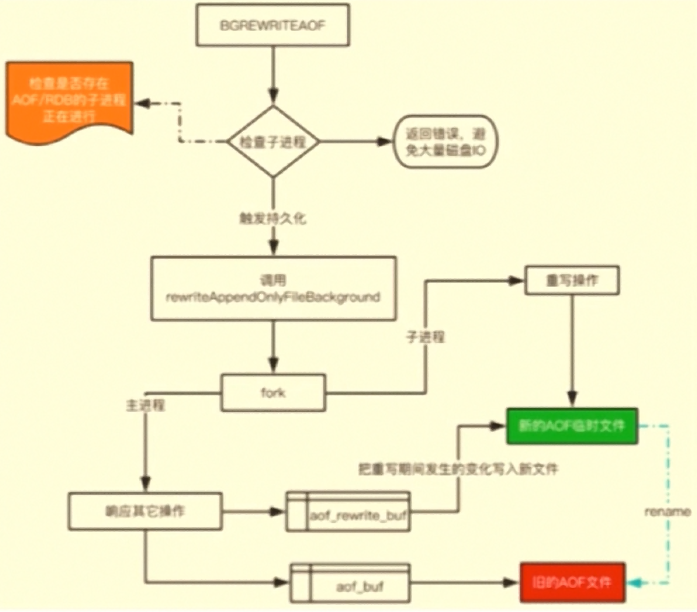 BGREWRITEAOF
检查是否存在
AOF/RDB的子进程
正在进行
检查子进程
返回错误、避
免大量磁盘IO
触发持久化
调用
rewriteAppendOnlyFileBackground
重写操作
子进程
fork
主进程
新的AOF临时文件
把重写期间发生的变化写入新文件
响应其它操作
aof_rewrite_buf
rename
aof_buf
旧的AOF文件